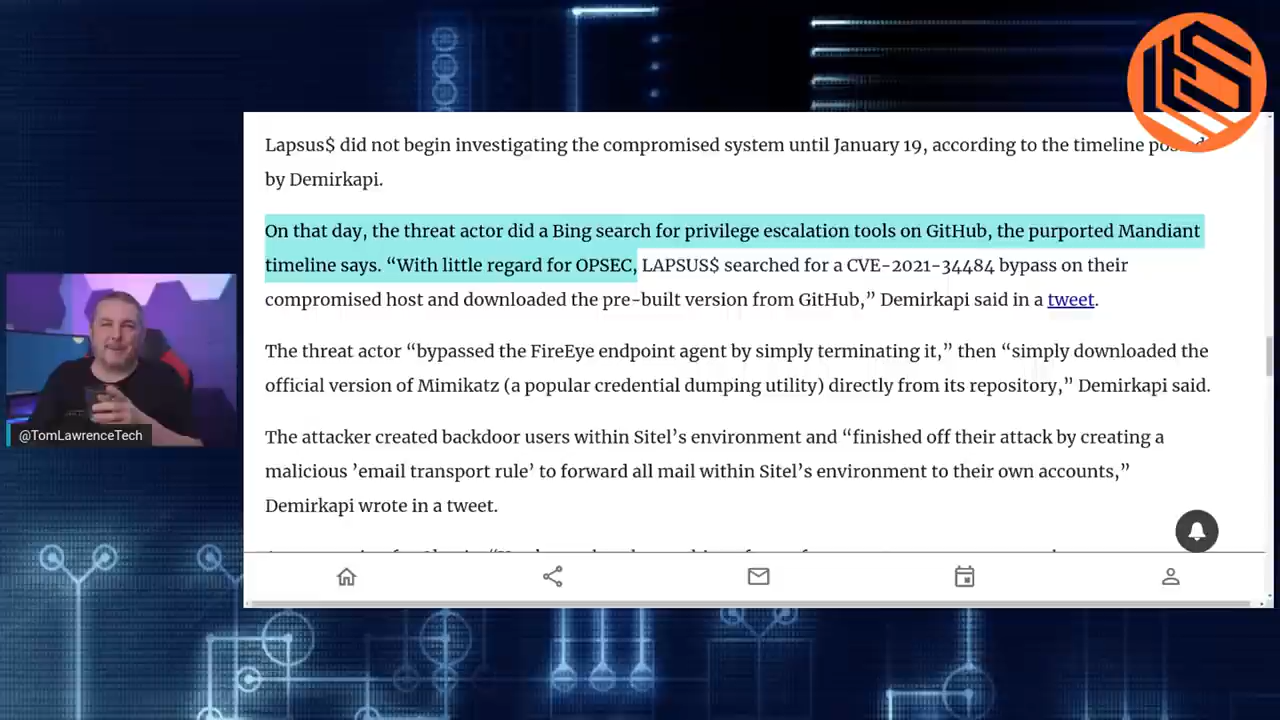 Lapsus$ did not begin investigating the compromised system until January 19, according to the timeline
by Demirkapi.
On that day, the threat actor did a Bing search for privilege escalation tools on GitHub, the purported Mandiant
timeline says. “With little regard for OPSEC, LAPSUS$ searched for a CVE-2021-34484 bypass on their
compromised host and downloaded the pre-built version from GitHub,” Demirkapi said in a tweet.
The threat actor “bypassed the FireEye endpoint agent by simply terminating it,” then “simply downloaded the
official version of Mimikatz (a popular credential dumping utility) directly from its repository,” Demirkapi said.
The attacker created backdoor users within Sitel’s environment and “finished off their attack by creating a
malicious ’email transport rule’ to forward all mail within Sitel’s environment to their own accounts,”
Demirkapi wrote in a tweet.
@TomLawrenceTech